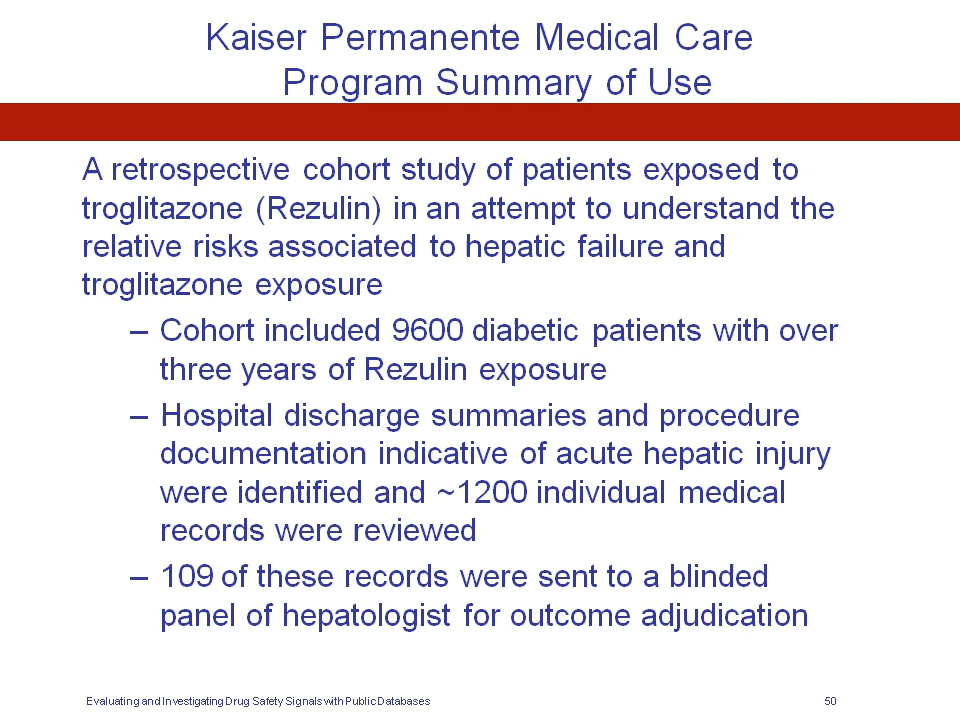 Kaiser Permanente Medical Care
Program Summary of Use
A retrospective cohort study of patients exposed to
troglitazone (Rezulin) in an attempt to understand the
relative risks associated to hepatic failure and
troglitazone exposure
– Cohort included 9600 diabetic patients with over
three years of Rezulin exposure
– Hospital discharge summaries and procedure
documentation indicative of acute hepatic injury
were identified and ~1200 individual medical
records were reviewed
– 109 of these records were sent to a blinded
panel of hepatologist for outcome adjudication
Evaluating and Investigating Drug Safety Signals with Public Databases
50